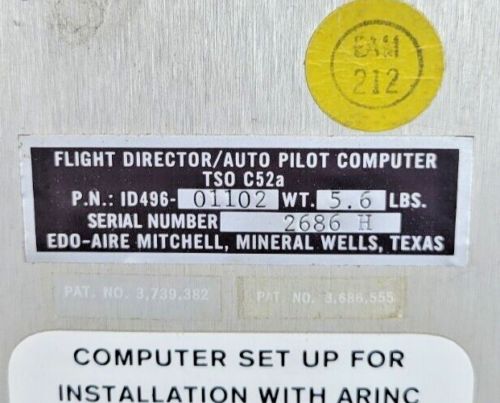 EAM
212
FLIGHT DIRECTOR/AUTO PILOT COMPUTER
TSO C52a
P.N.: ID496-01102 WT. 5.6 LBS.
SERIAL NUMBER 2686 H
EDO-AIRE MITCHELL, MINERAL WELLS, TEXAS
PAT. NO. 3,739,382 PAT. NO. 3,686,555
COMPUTER SET UP FOR
INSTALLATION WITH ARINC